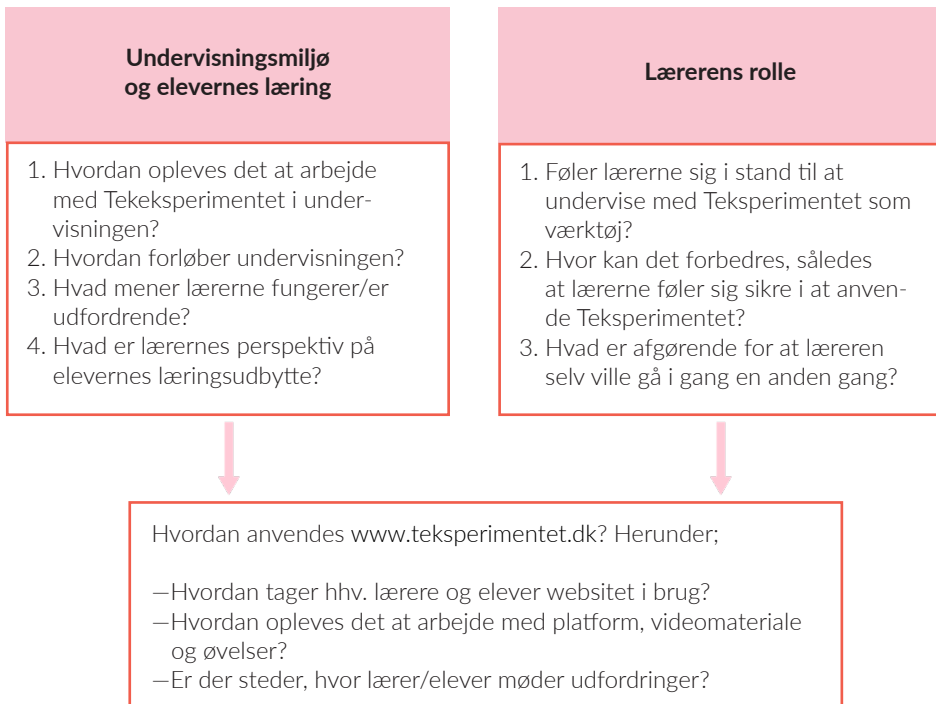 Undervisningsmiljø
og elevernes læring
1. Hvordan opleves det at arbejde
med Tekeksperimentet i under-
visningen?
2. Hvordan forløber undervisningen?
3. Hvad mener lærerne fungerer/er
udfordrende?
4. Hvad er lærernes perspektiv på
elevernes læringsudbytte?
Lærerens rolle
1. Føler lærerne sig i stand til at
undervise med Teksperimentet som
værktøj?
2. Hvor kan det forbedres, således
at lærerne føler sig sikre i at anven-
de Teksperimentet?
3. Hvad er afgørende for at læreren
selv ville gå i gang en anden gang?
Hvordan anvendes www.teksperimentet.dk? Herunder;
—Hvordan tager hhv. lærere og elever websitet i brug?
—Hvordan opleves det at arbejde med platform, videomateriale
og øvelser?
—Er der steder, hvor lærer/elever møder udfordringer?